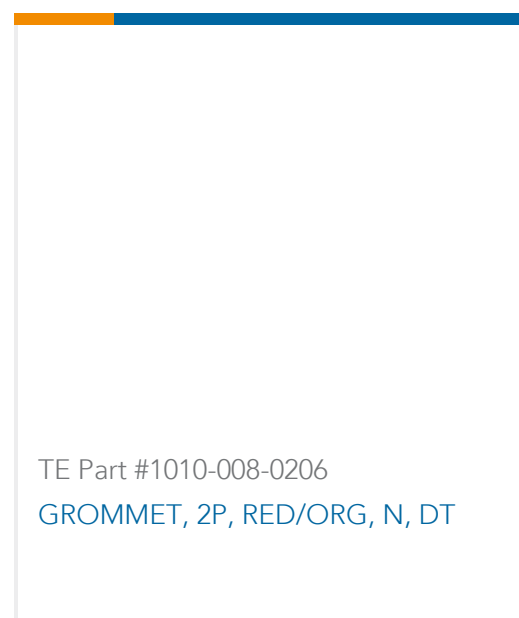 TE Part #1010-008-0206
GROMMET, 2P, RED/ORG, N, DT